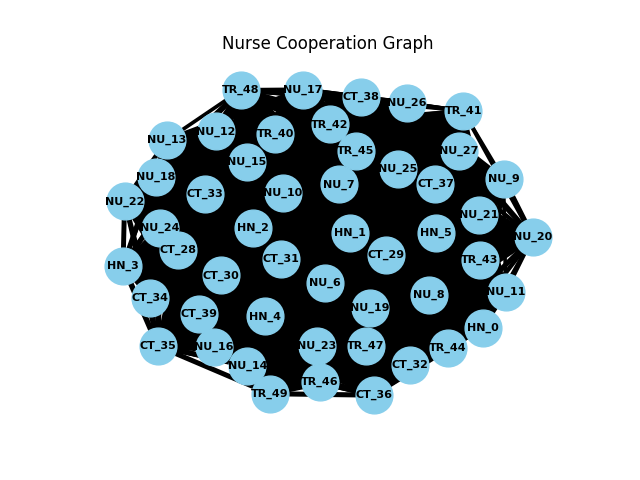 Nurse Cooperation Graph
TR_48
NU_17
CT_38
NU_26
TR_41
NU_13
NU_12
TR_40
TR_42
TR_45
NU_27
NU_15
NU_25
NU_18
CT_33
NU_10
NU_7
CT_37
NU_9
NU_22
NU_24
HN_2
HN_1
HN_5
NU_21
NU_20
CT_28
CT_31
CT_29
TR_43
HN_3
CT_30
NU_6
NU_8
NU_11
CT_34
CT_39
HN_4
NU_19
HN_0
CT_35
NU_16
NU_23
TR_47
TR_44
NU_14
CT_32
TR_49
TR_46
CT_36